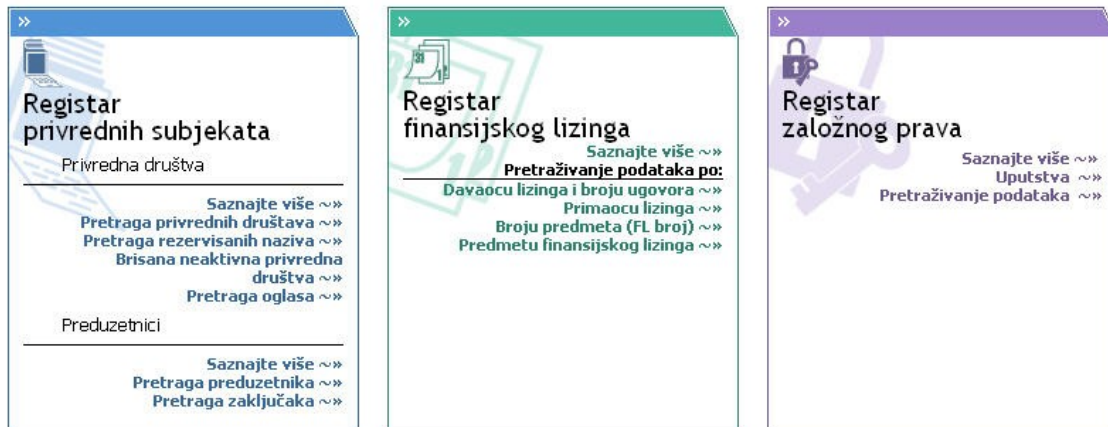 »
Registar
privrednih subjekata
Privredna društva
Saznajte više ~»
Pretraga privrednih društava ~»
Pretraga rezervisanih naziva ~»
Brisana neaktivna privredna
društva ~»
Pretraga oglasa ~»
Preduzetnici
Saznajte više ~»
Pretraga preduzetnika ~»
Pretraga zaključaka ~»
»
31
1
Registar
finansijskog lizinga
Saznajte više ~»
Pretraživanje podataka po:
Davaocu lizinga i broju ugovora ~»
Primaocu lizinga ~»
Broju predmeta (FL broj) ~»
Predmetu finansijskog lizinga ~»
»
Registar
založnog prava
Saznajte više ~»
Uputstva ~»
Pretraživanje podataka ~»